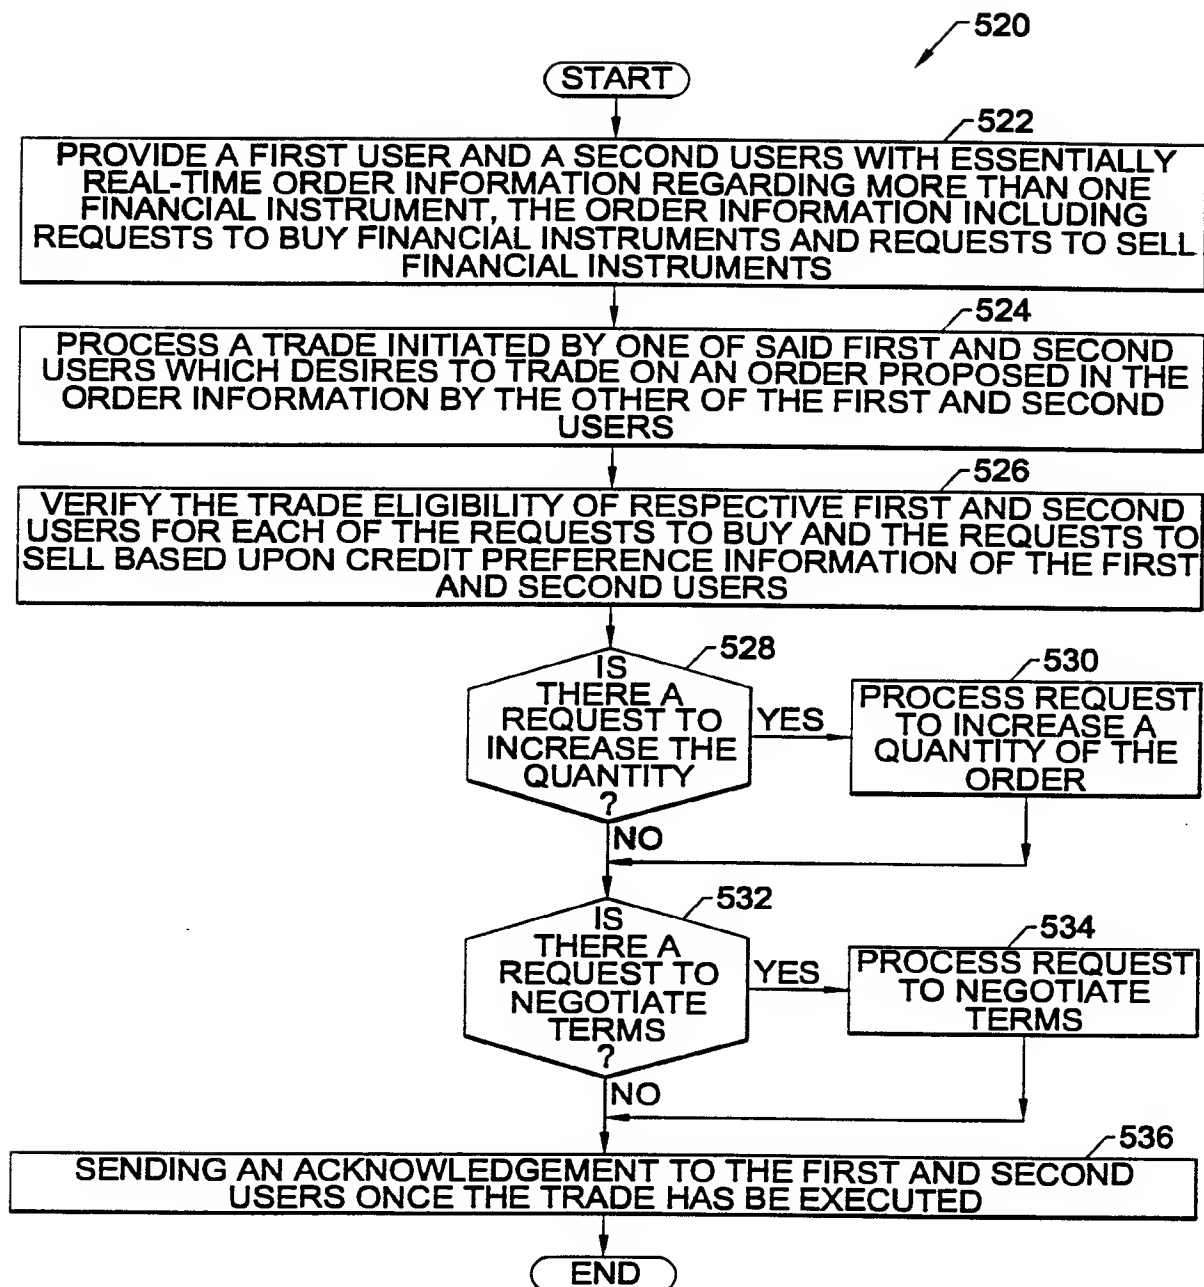 520
START
522
PROVIDE A FIRST USER AND A SECOND USERS WITH ESSENTIALLY
REAL-TIME ORDER INFORMATION REGARDING MORE THAN ONE
FINANCIAL INSTRUMENT, THE ORDER INFORMATION INCLUDING
REQUESTS TO BUY FINANCIAL INSTRUMENTS AND REQUESTS TO SELL
FINANCIAL INSTRUMENTS
524
PROCESS A TRADE INITIATED BY ONE OF SAID FIRST AND SECOND
USERS WHICH DESIRES TO TRADE ON AN ORDER PROPOSED IN THE
ORDER INFORMATION BY THE OTHER OF THE FIRST AND SECOND
USERS
526
VERIFY THE TRADE ELIGIBILITY OF RESPECTIVE FIRST AND SECOND
USERS FOR EACH OF THE REQUESTS TO BUY AND THE REQUESTS TO
SELL BASED UPON CREDIT PREFERENCE INFORMATION OF THE FIRST
AND SECOND USERS
528
IS
THERE A
REQUEST TO
INCREASE THE
QUANTITY
?
YES
NO
530
PROCESS REQUEST
TO INCREASE A
QUANTITY OF THE
ORDER
532
IS
THERE A
REQUEST TO
NEGOTIATE
TERMS
?
YES
NO
534
PROCESS REQUEST
TO NEGOTIATE
TERMS
536
SENDING AN ACKNOWLEDGEMENT TO THE FIRST AND SECOND
USERS ONCE THE TRADE HAS BE EXECUTED
END